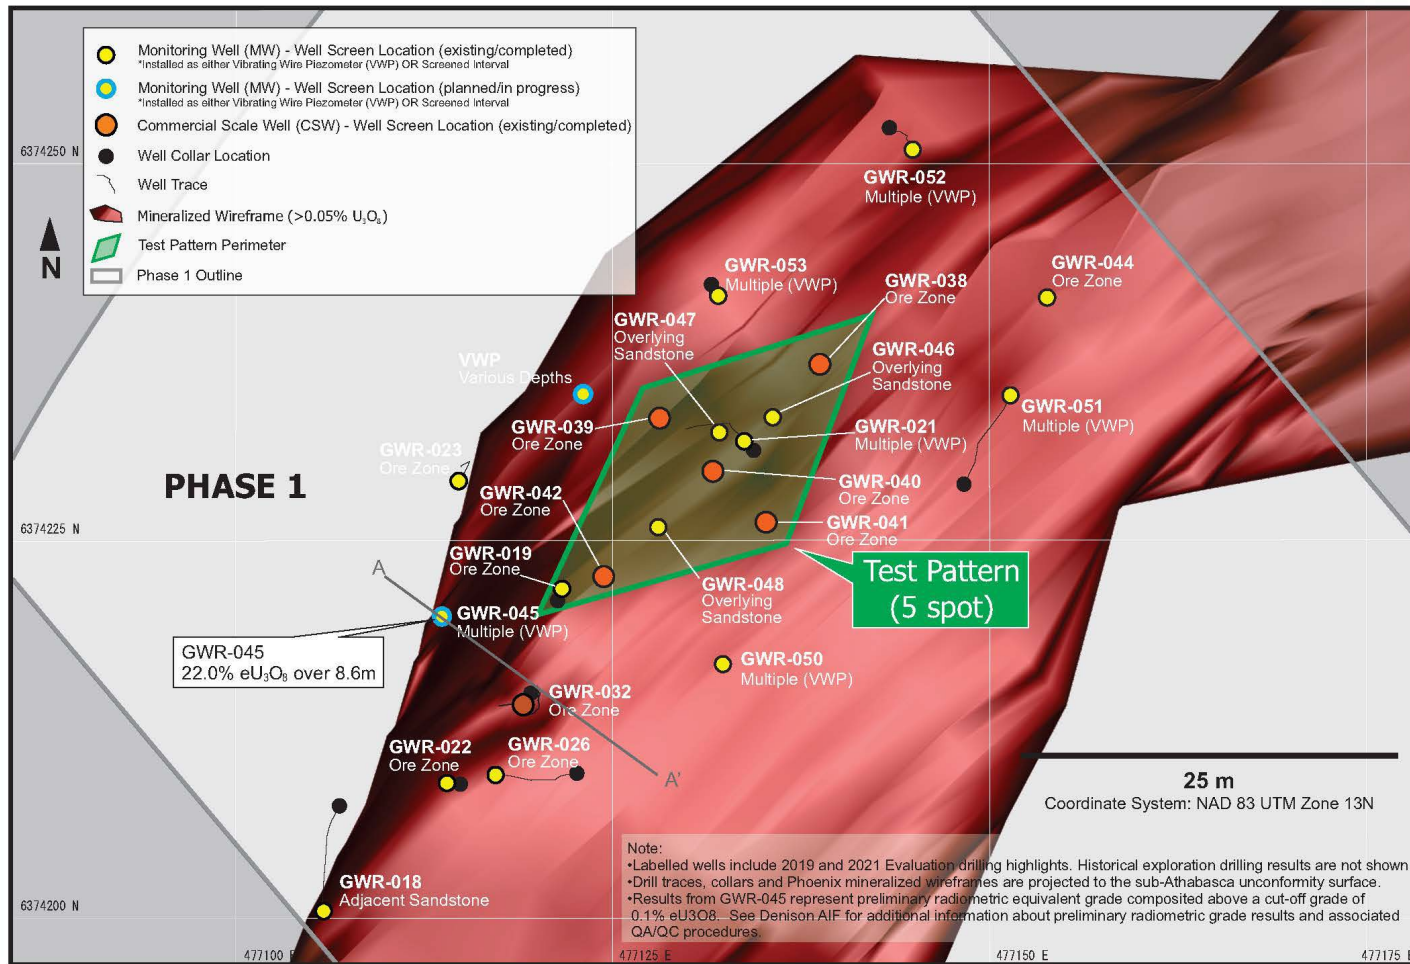 Monitoring Well (MW) - Well Screen Location (existing/completed)
*Installed as either Vibrating Wire Piezometer (VWP) OR Screened Interval
Monitoring Well (MW) - Well Screen Location (planned/in progress)
*Installed as either Vibrating Wire Piezometer (VWP) OR Screened Interval
Commercial Scale Well (CSW) - Well Screen Location (existing/completed)
Well Collar Location
Well Trace
Mineralized Wireframe (>0.05% U₃O₈)
Test Pattern Perimeter
Phase 1 Outline
6374250 N
N
GWR-052
Multiple (VWP)
GWR-053
Multiple (VWP)
GWR-038
Ore Zone
GWR-044
Ore Zone
GWR-047
Overlying
Sandstone
GWR-046
Overlying
Sandstone
VWP
Various Depths
GWR-039
Ore Zone
GWR-021
Multiple (VWP)
GWR-051
Multiple (VWP)
GWR-023
Ore Zone
PHASE 1
GWR-042
Ore Zone
GWR-040
Ore Zone
6374225 N
GWR-041
Ore Zone
GWR-019
Ore Zone
Test Pattern
(5 spot)
A
GWR-048
Overlying
Sandstone
GWR-045
Multiple (VWP)
GWR-045
22.0% eU₃O₈ over 8.6m
GWR-050
Multiple (VWP)
GWR-032
Ore Zone
GWR-022
Ore Zone
GWR-026
Ore Zone
A'
25 m
Coordinate System: NAD 83 UTM Zone 13N
GWR-018
Adjacent Sandstone
Note:
•Labelled wells include 2019 and 2021 Evaluation drilling highlights. Historical exploration drilling results are not shown
•Drill traces, collars and Phoenix mineralized wireframes are projected to the sub-Athabasca unconformity surface.
•Results from GWR-045 represent preliminary radiometric equivalent grade composited above a cut-off grade of
0.1% eU3O8. See Denison AIF for additional information about preliminary radiometric grade results and associated
QA/QC procedures.
6374200 N
477100 E
477125 E
477150 E
477175 E